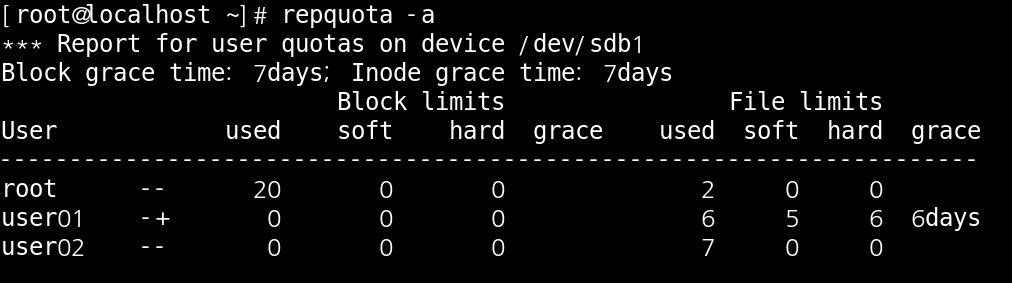 [root@localhost ~]# repquota -a
*** Report for user quotas on device /dev/sdb1
Block grace time: 7days; Inode grace time: 7days
                        Block limits                File limits
User            used    soft    hard  grace    used  soft  hard  grace
----------------------------------------------------------------------
root      --      20       0       0              2     0     0
user01    -+       0       0       0              6     5     6  6days
user02    --       0       0       0              7     0     0